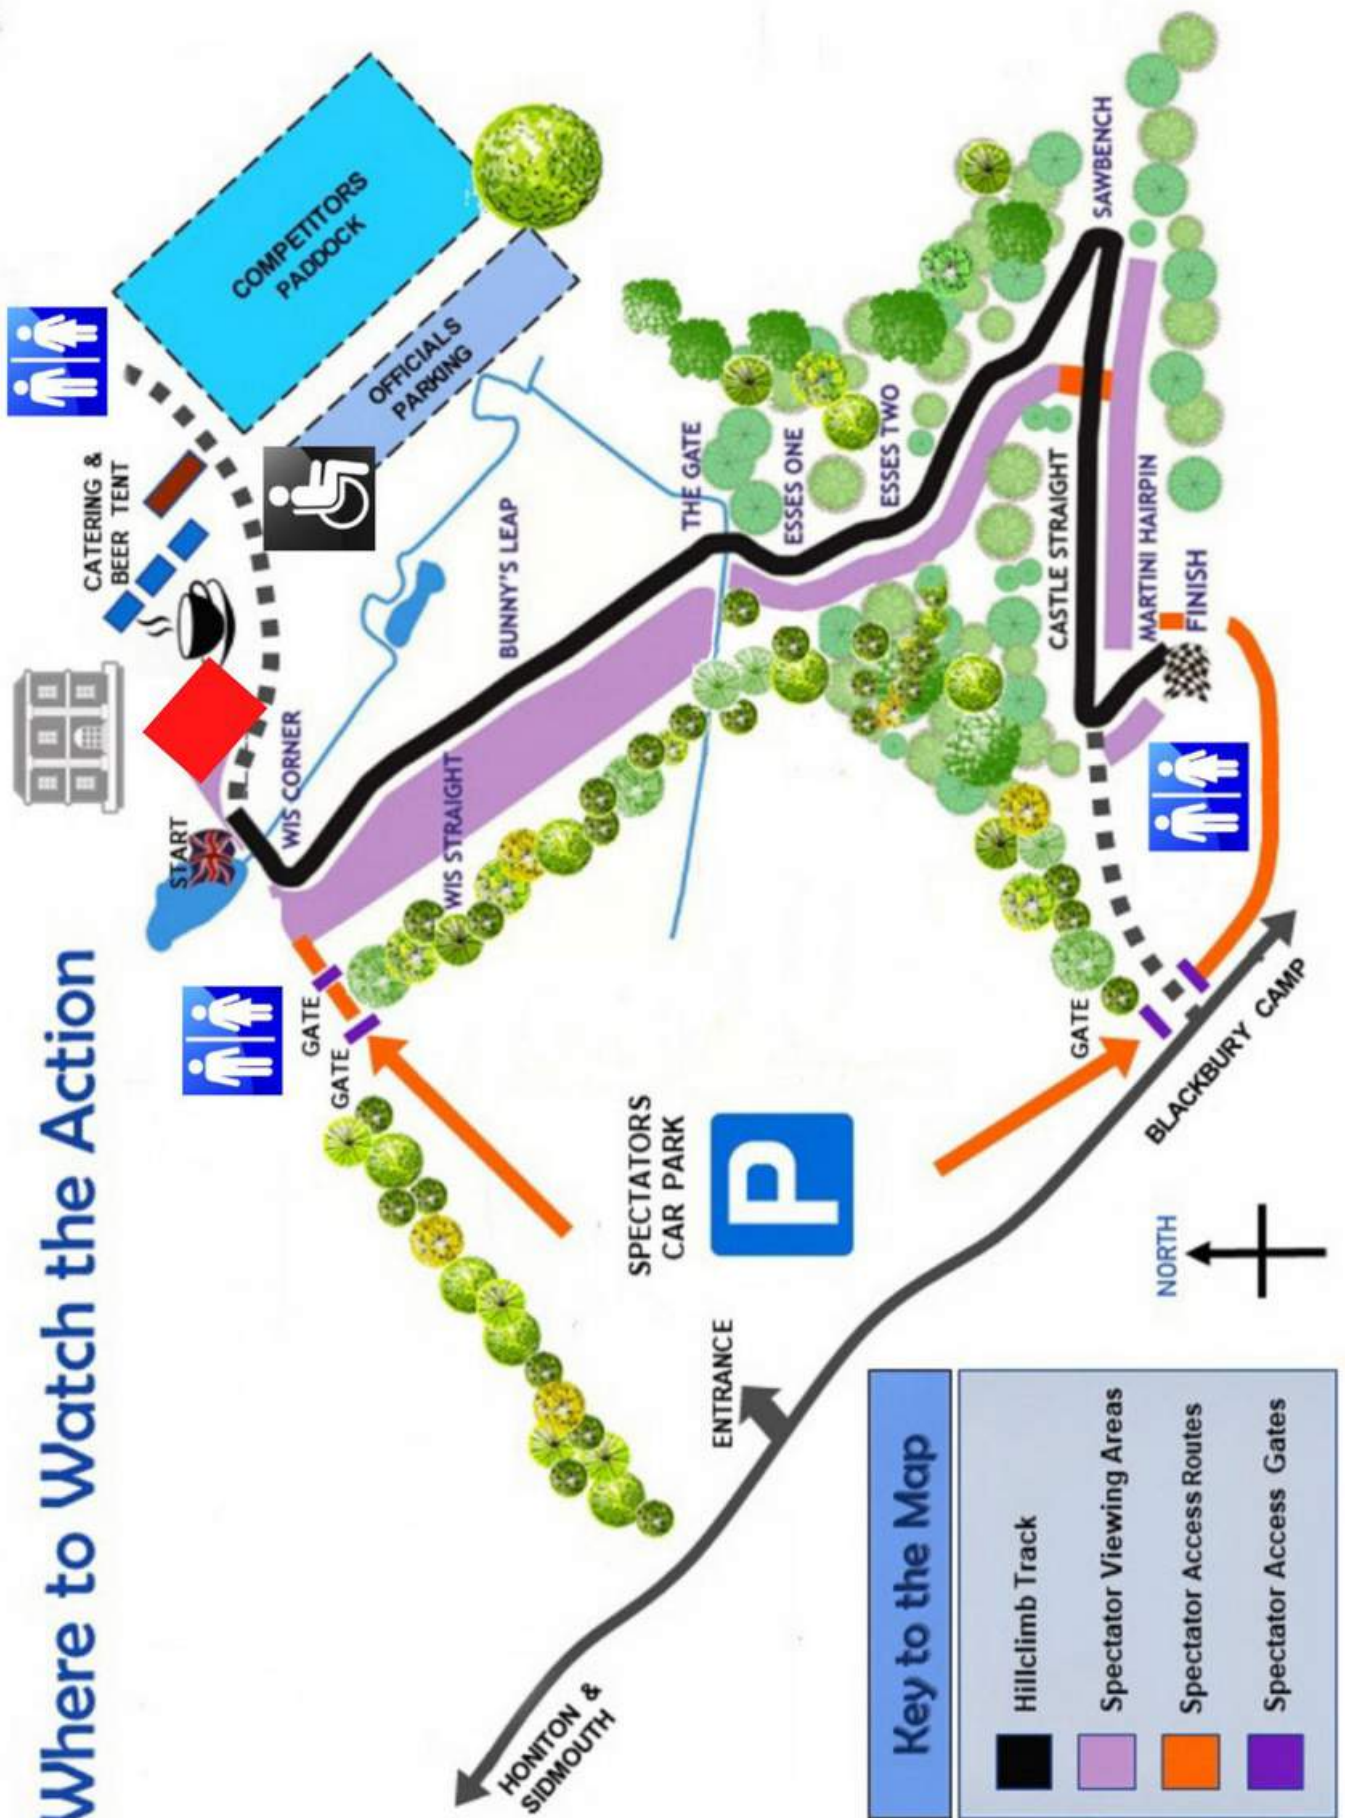 Where to Watch the Action
COMPETITORS
PADDOCK
OFFICIALS
PARKING
CATERING &
BEER TENT
START
WIS CORNER
WIS STRAIGHT
BUNNY'S LEAP
THE GATE
ESSES ONE
ESSES TWO
SAWBENCH
CASTLE STRAIGHT
MARTINI HAIRPIN
FINISH
GATE
GATE
GATE
SPECTATORS
CAR PARK
P
ENTRANCE
HONITON &
SIDMOUTH
BLACKBURY CAMP
NORTH
Key to the Map
Hillclimb Track
Spectator Viewing Areas
Spectator Access Routes
Spectator Access Gates